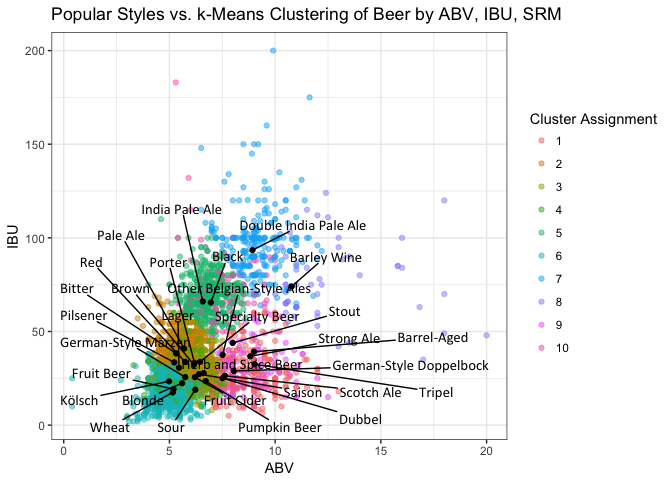 Popular Styles vs. k-Means Clustering of Beer by ABV, IBU, SRM
200
150
100
50
0
IBU
India Pale Ale
Double India Pale Ale
Pale Ale
Red
Porter
Black
Barley Wine
Bitter
Brown
Other Belgian-Style Ales
Pilsener
Lager
Specialty Beer
Stout
German-Style Marzen
Strong Ale
Barrel-Aged
Herb and Spice Beer
German-Style Doppelbock
Fruit Beer
Kölsch
Blonde
Fruit Cider
Saison
Scotch Ale
Tripel
Wheat
Sour
Pumpkin Beer
Dubbel
0
5
10
15
20
ABV
Cluster Assignment
1
2
3
4
5
6
7
8
9
10